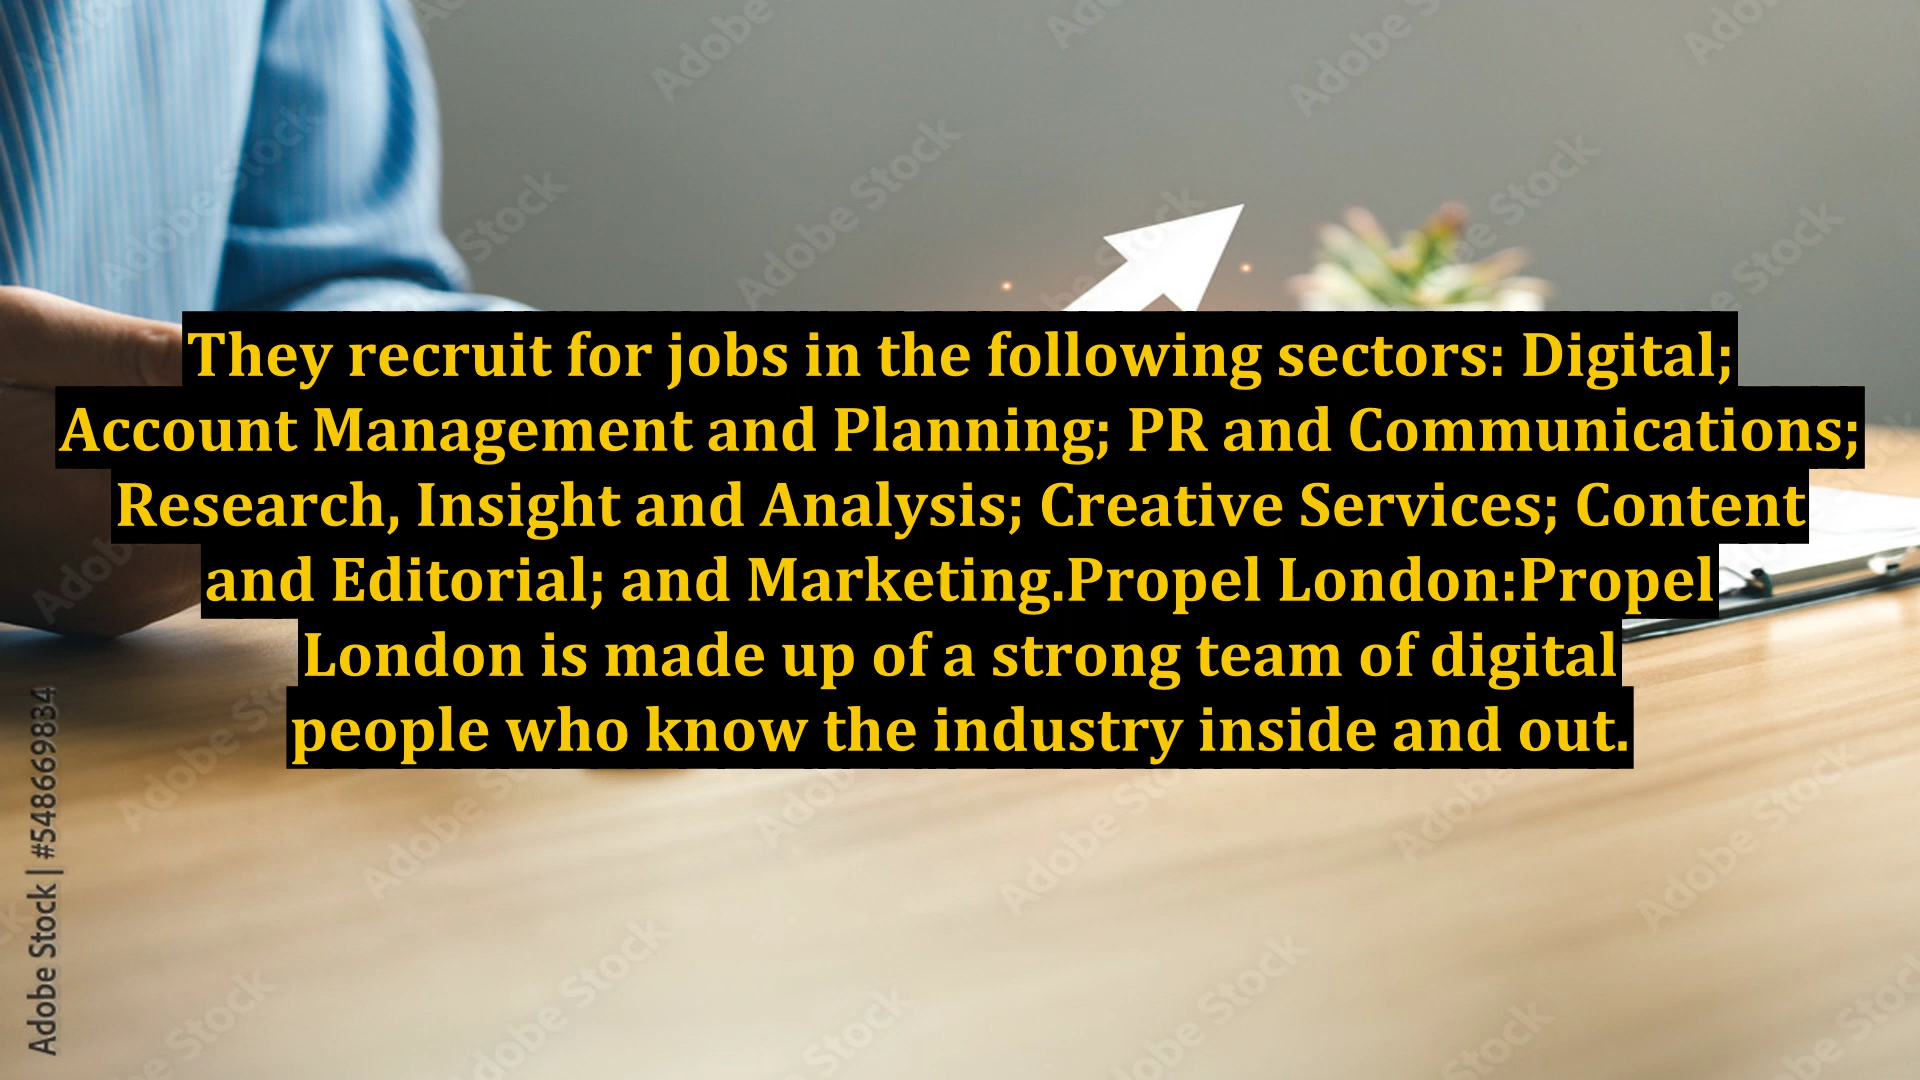 They recruit for jobs in the following sectors: Digital;
Account Management and Planning; PR and Communications;
Research, Insight and Analysis; Creative Services; Content
and Editorial; and Marketing.Propel London:Propel
London is made up of a strong team of digital
people who know the industry inside and out.
Adobe Stock | #548669834